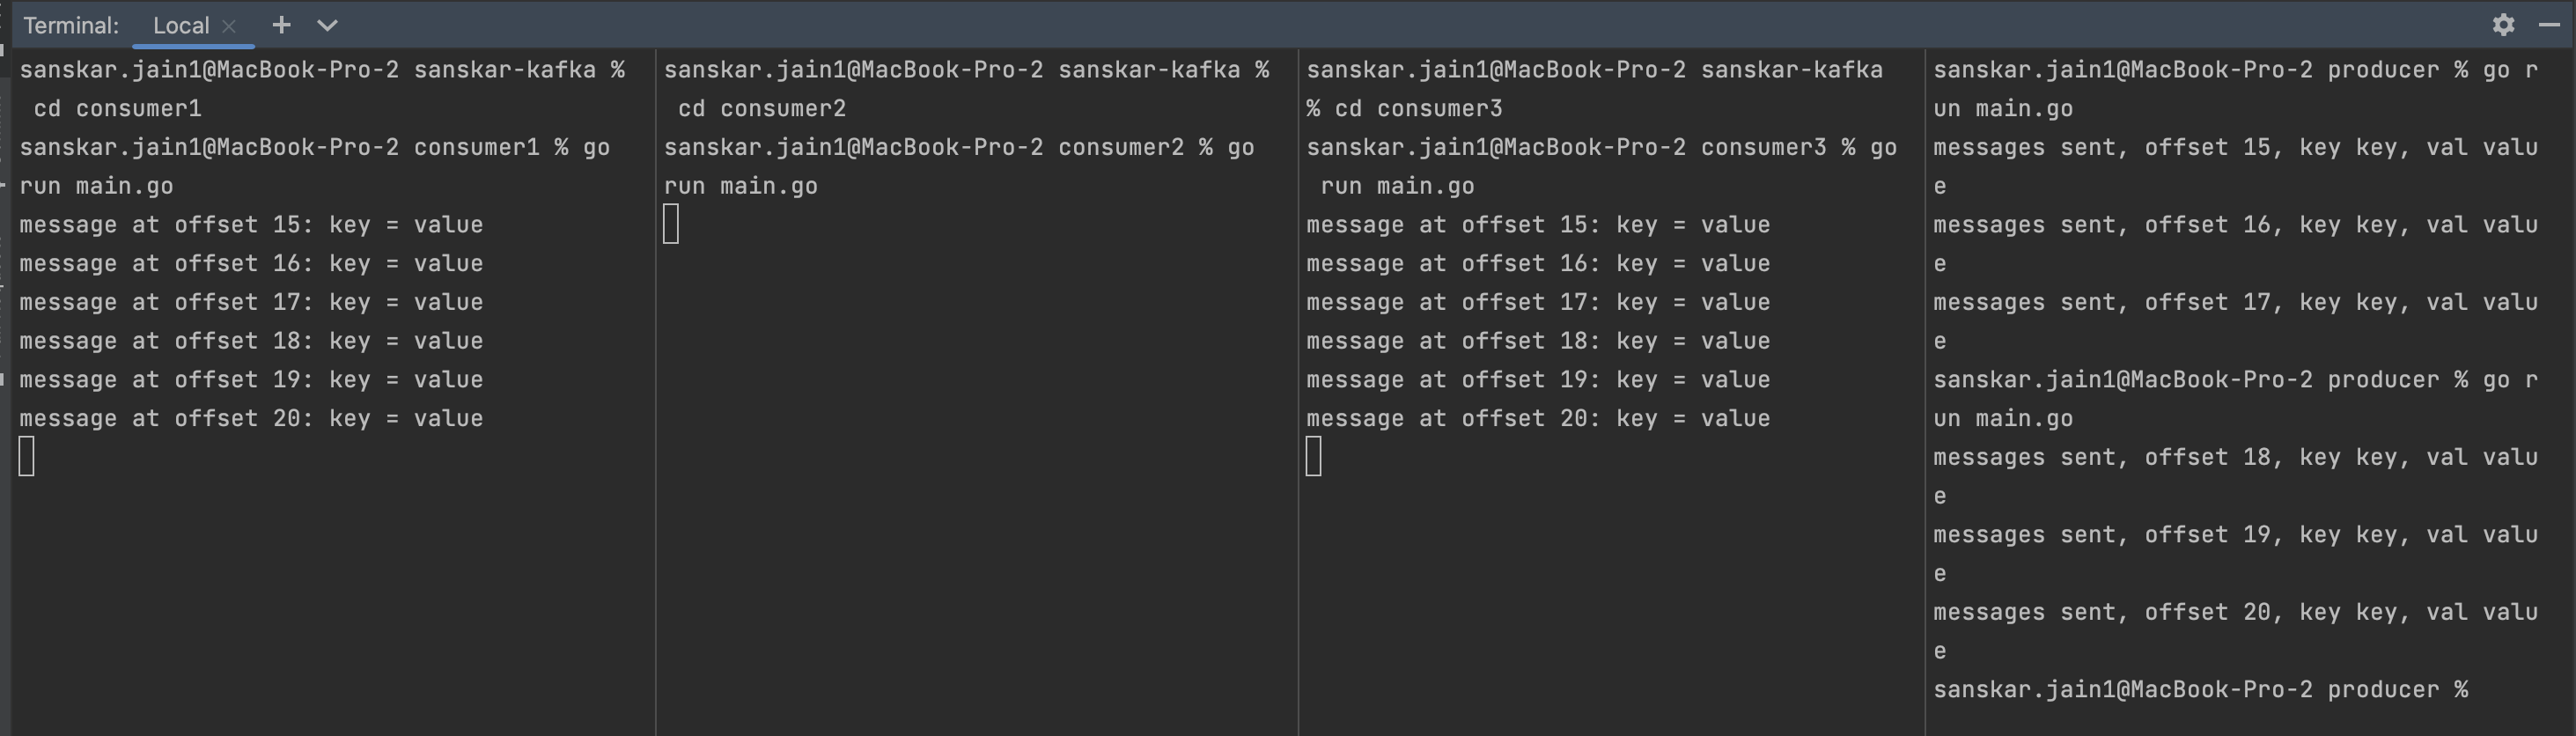 Terminal: Local
sanskar.jain1@MacBook-Pro-2 sanskar-kafka %
 cd consumer1
sanskar.jain1@MacBook-Pro-2 consumer1 % go
run main.go
message at offset 15: key = value
message at offset 16: key = value
message at offset 17: key = value
message at offset 18: key = value
message at offset 19: key = value
message at offset 20: key = value
sanskar.jain1@MacBook-Pro-2 sanskar-kafka %
 cd consumer2
sanskar.jain1@MacBook-Pro-2 consumer2 % go
run main.go
sanskar.jain1@MacBook-Pro-2 sanskar-kafka
% cd consumer3
sanskar.jain1@MacBook-Pro-2 consumer3 % go
 run main.go
message at offset 15: key = value
message at offset 16: key = value
message at offset 17: key = value
message at offset 18: key = value
message at offset 19: key = value
message at offset 20: key = value
sanskar.jain1@MacBook-Pro-2 producer % go r
un main.go
messages sent, offset 15, key key, val valu
e
messages sent, offset 16, key key, val valu
e
messages sent, offset 17, key key, val valu
e
sanskar.jain1@MacBook-Pro-2 producer % go r
un main.go
messages sent, offset 18, key key, val valu
e
messages sent, offset 19, key key, val valu
e
messages sent, offset 20, key key, val valu
e
sanskar.jain1@MacBook-Pro-2 producer %